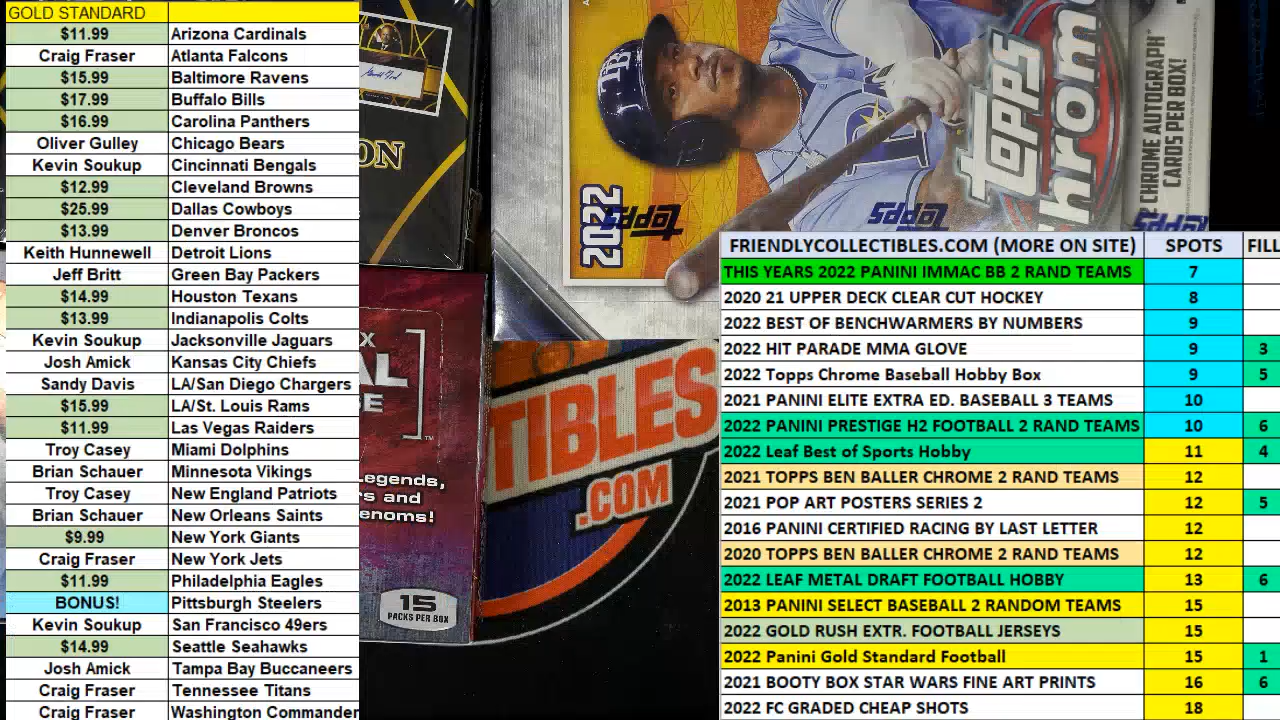 GOLD STANDARD
$11.99 Arizona Cardinals
Craig Fraser Atlanta Falcons
$15.99 Baltimore Ravens
$17.99 Buffalo Bills
$16.99 Carolina Panthers
Oliver Gulley Chicago Bears
Kevin Soukup Cincinnati Bengals
$12.99 Cleveland Browns
$25.99 Dallas Cowboys
$13.99 Denver Broncos
Keith Hunnewell Detroit Lions
Jeff Britt Green Bay Packers
$14.99 Houston Texans
$13.99 Indianapolis Colts
Kevin Soukup Jacksonville Jaguars
Josh Amick Kansas City Chiefs
Sandy Davis LA/San Diego Chargers
$15.99 LA/St. Louis Rams
$11.99 Las Vegas Raiders
Troy Casey Miami Dolphins
Brian Schauer Minnesota Vikings
Troy Casey New England Patriots
Brian Schauer New Orleans Saints
$9.99 New York Giants
Craig Fraser New York Jets
$11.99 Philadelphia Eagles
BONUS! Pittsburgh Steelers
Kevin Soukup San Francisco 49ers
$14.99 Seattle Seahawks
Josh Amick Tampa Bay Buccaneers
Craig Fraser Tennessee Titans
Craig Fraser Washington Commander
ON
X
AL
E
egends,
s and
enoms!
15
PACKS PER BOX
TB
2022
topps
topps
topps
hrom
CHROME AUTOGRAPH
CARDS PER BOX!
topps
TIBLES
.COM
FRIENDLYCOLLECTIBLES.COM (MORE ON SITE) SPOTS FILL
THIS YEARS 2022 PANINI IMMAC BB 2 RAND TEAMS 7
2020 21 UPPER DECK CLEAR CUT HOCKEY 8
2022 BEST OF BENCHWARMERS BY NUMBERS 9
2022 HIT PARADE MMA GLOVE 9 3
2022 Topps Chrome Baseball Hobby Box 9 5
2021 PANINI ELITE EXTRA ED. BASEBALL 3 TEAMS 10
2022 PANINI PRESTIGE H2 FOOTBALL 2 RAND TEAMS 10 6
2022 Leaf Best of Sports Hobby 11 4
2021 TOPPS BEN BALLER CHROME 2 RAND TEAMS 12
2021 POP ART POSTERS SERIES 2 12 5
2016 PANINI CERTIFIED RACING BY LAST LETTER 12
2020 TOPPS BEN BALLER CHROME 2 RAND TEAMS 12
2022 LEAF METAL DRAFT FOOTBALL HOBBY 13 6
2013 PANINI SELECT BASEBALL 2 RANDOM TEAMS 15
2022 GOLD RUSH EXTR. FOOTBALL JERSEYS 15
2022 Panini Gold Standard Football 15 1
2021 BOOTY BOX STAR WARS FINE ART PRINTS 16 6
2022 FC GRADED CHEAP SHOTS 18